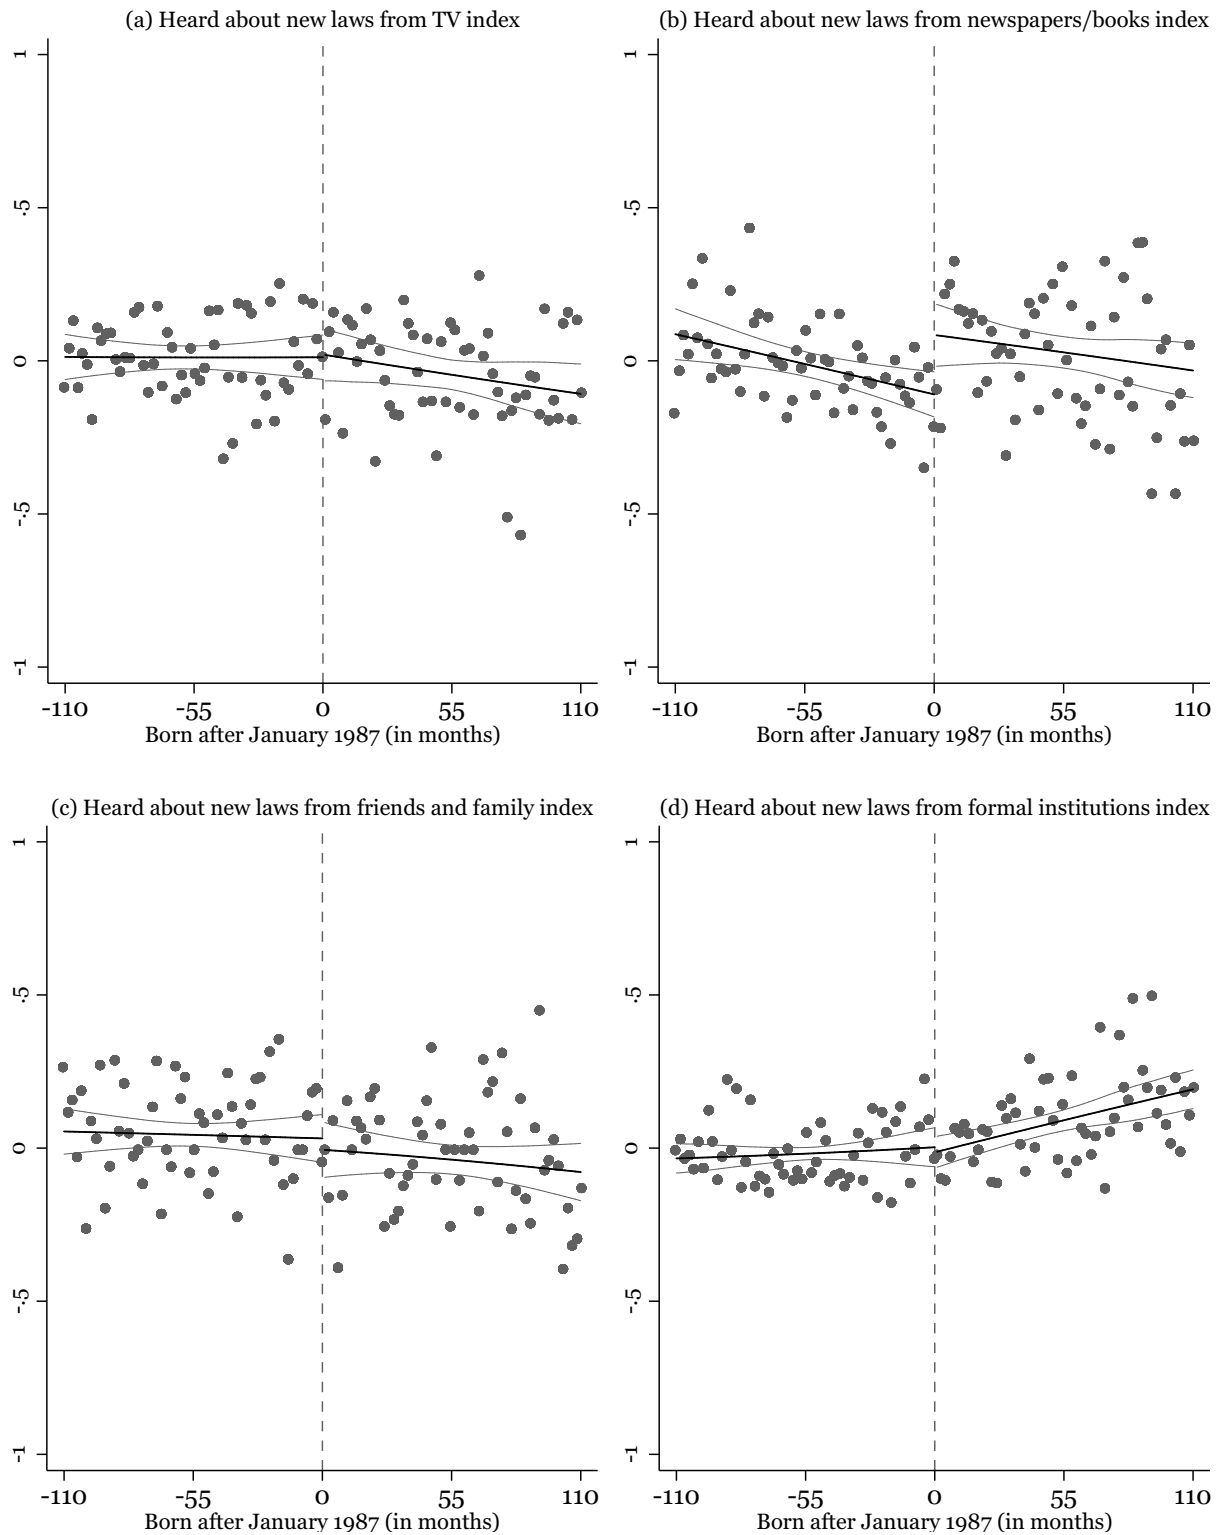 (a) Heard about new laws from TV index
1
.5
0
-.5
-1
-110 -55 0 55 110
Born after January 1987 (in months)
(b) Heard about new laws from newspapers/books index
1
.5
0
-.5
-1
-110 -55 0 55 110
Born after January 1987 (in months)
(c) Heard about new laws from friends and family index
1
.5
0
-.5
-1
-110 -55 0 55 110
Born after January 1987 (in months)
(d) Heard about new laws from formal institutions index
1
.5
0
-.5
-1
-110 -55 0 55 110
Born after January 1987 (in months)